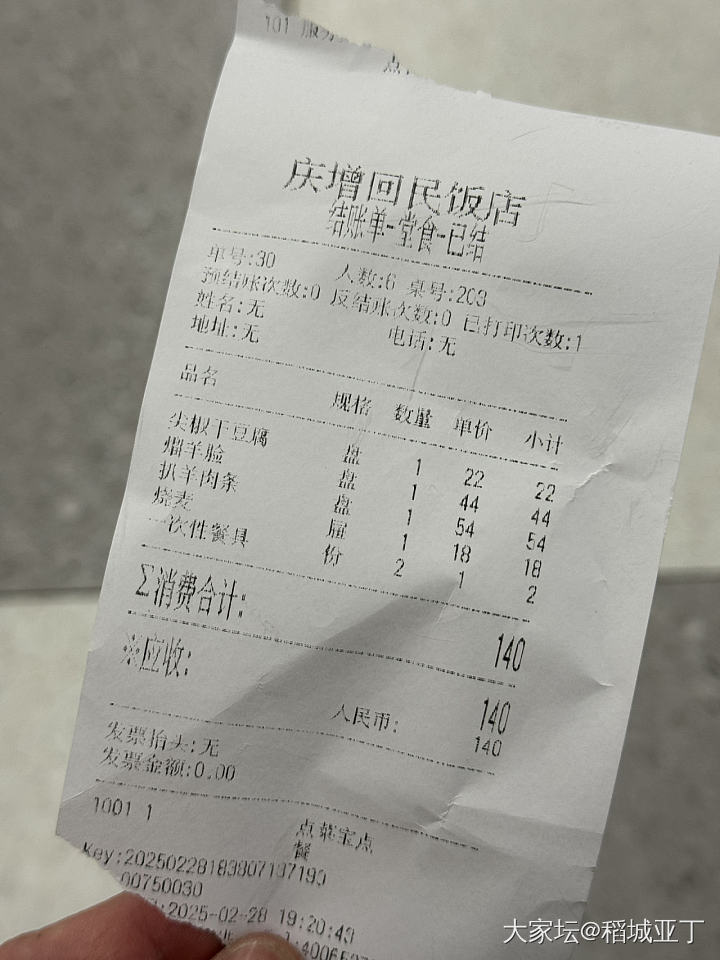 101 服务
点
庆增回民饭店
结账单-堂食-已结
单号:30 人数:6 桌号:203
预结账次数:0 反结账次数:0 已打印次数:1
姓名:无
地址:无 电话:无
品名 规格 数量 单价 小计
尖椒干豆腐 盘 1 22 22
焖羊脸 盘 1 44 44
扒羊肉条 盘 1 54 54
烧麦 屉 1 18 18
一次性餐具 份 2 1 2
∑消费合计: 140
※应收: 140
人民币: 140
发票抬头:无
发票金额:0.00
1001 1 点菜宝点
餐
Key:20250228183807137193
00750030
:2025-02-28 19:20:43
大家坛@稻城亚丁